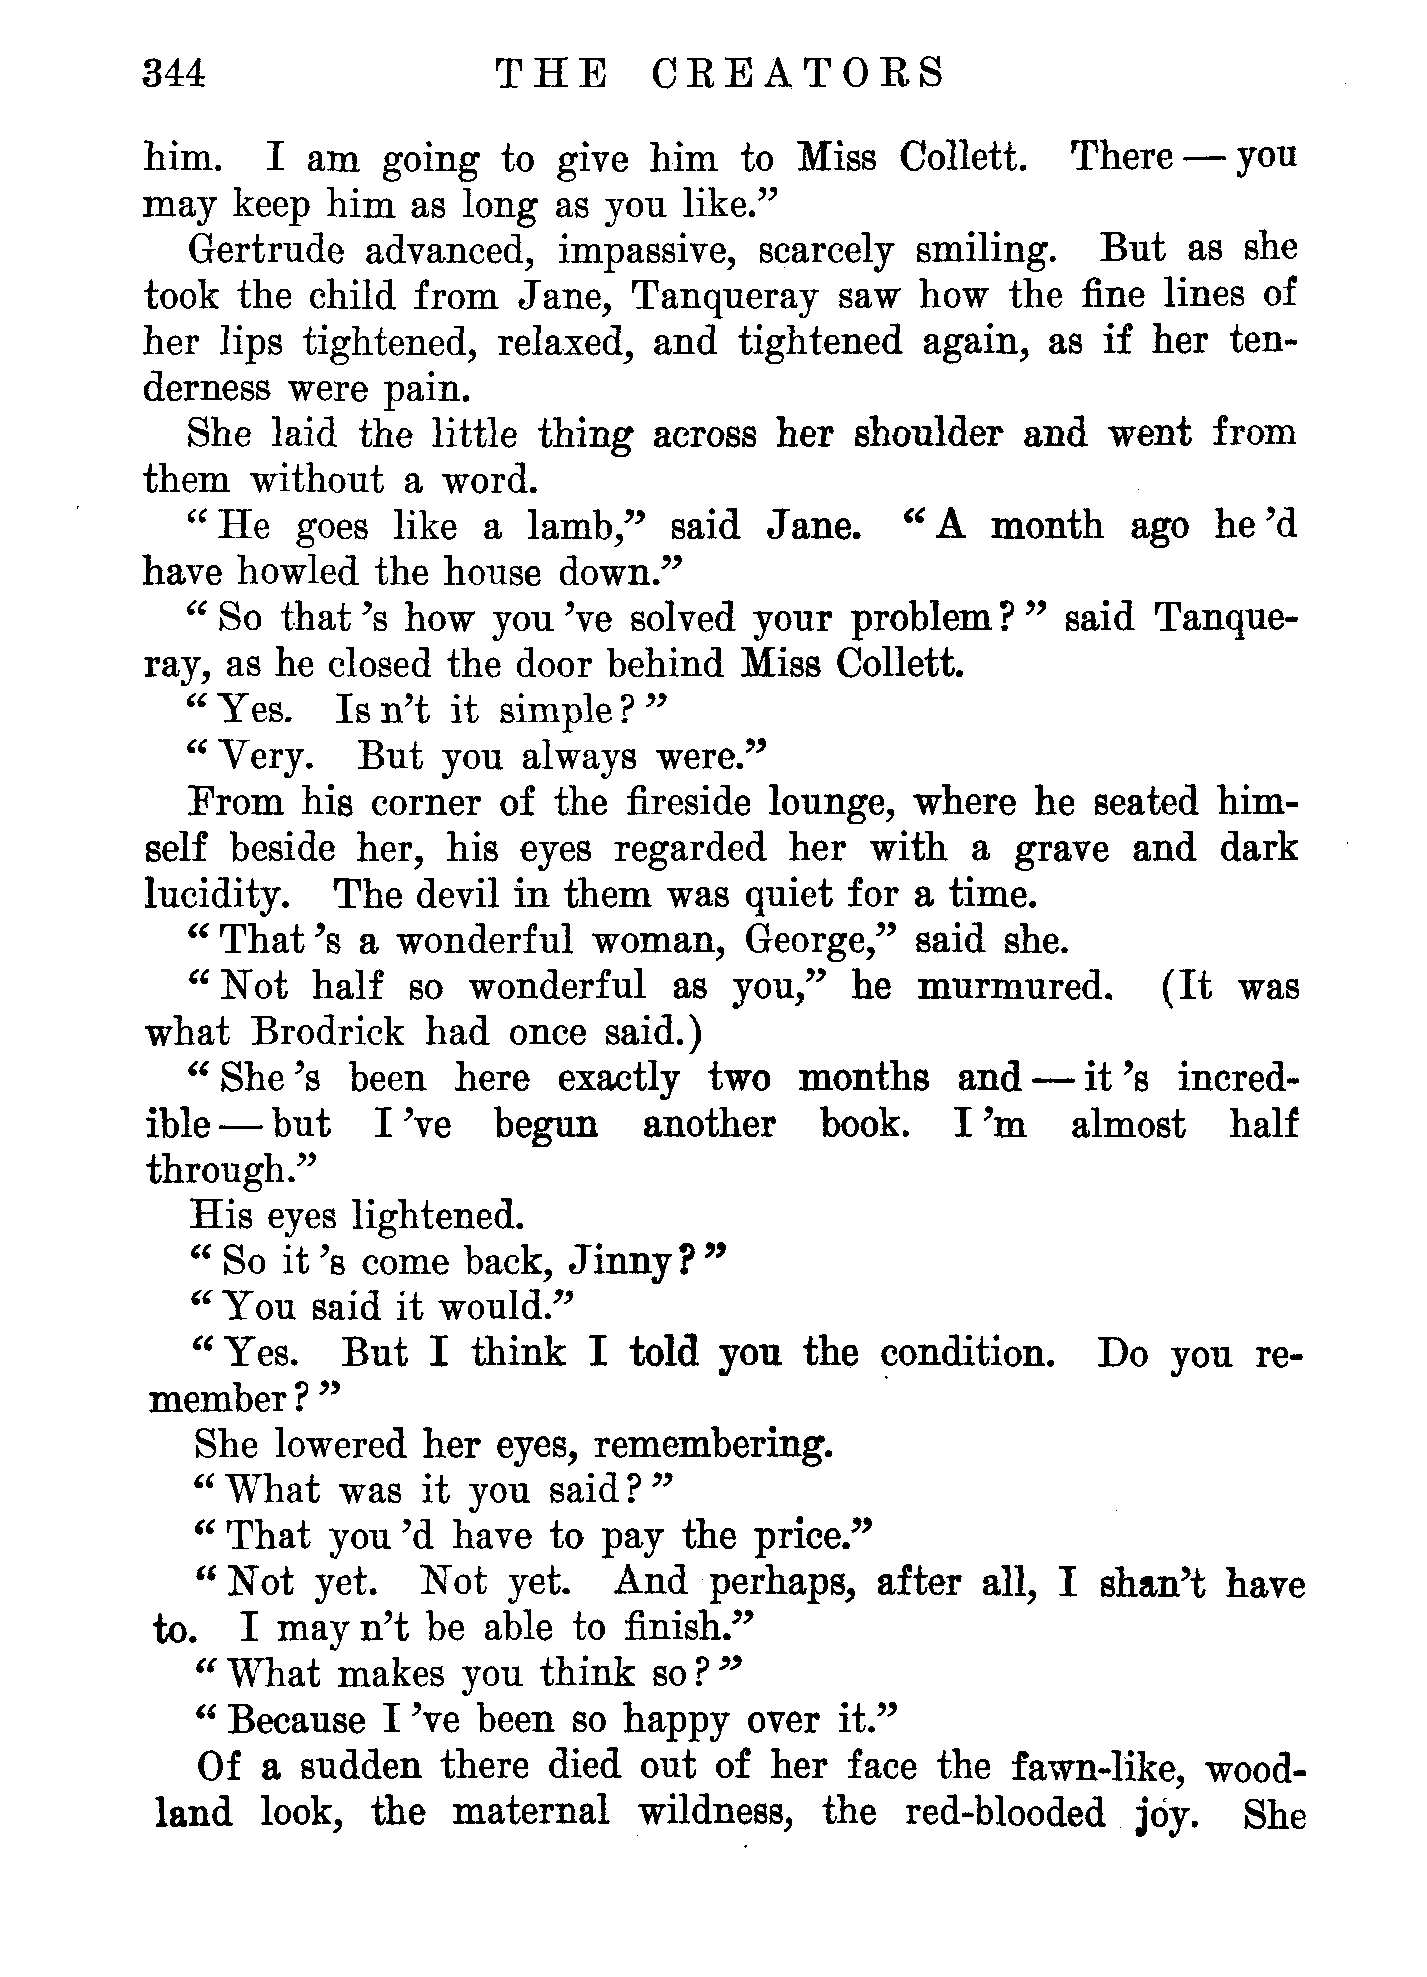 344 THE CREATORS
him. I am going to give him to Miss Collett. There — you
may keep him as long as you like.”
Gertrude advanced, impassive, scarcely smiling. But as she
took the child from Jane, Tanqueray saw how the fine lines of
her lips tightened, relaxed, and tightened again, as if her ten-
derness were pain.
She laid the little thing across her shoulder and went from
them without a word.
“ He goes like a lamb,” said Jane. “ A month ago he ’d
have howled the house down.”
“ So that ’s how you ’ve solved your problem? ” said Tanque-
ray, as he closed the door behind Miss Collett.
“ Yes. Is n’t it simple? ”
“ Very. But you always were.”
From his corner of the fireside lounge, where he seated him-
self beside her, his eyes regarded her with a grave and dark
lucidity. The devil in them was quiet for a time.
“ That ’s a wonderful woman, George,” said she.
“ Not half so wonderful as you,” he murmured. (It was
what Brodrick had once said.)
“ She ’s been here exactly two months and — it ’s incred-
ible — but I ’ve begun another book. I ’m almost half
through.”
His eyes lightened.
“ So it ’s come back, Jinny? ”
“ You said it would.”
“ Yes. But I think I told you the condition. Do you re-
member? ”
She lowered her eyes, remembering.
“ What was it you said? ”
“ That you ’d have to pay the price.”
“ Not yet. Not yet. And perhaps, after all, I shan’t have
to. I may n’t be able to finish.”
“ What makes you think so? ”
“ Because I ’ve been so happy over it.”
Of a sudden there died out of her face the fawn-like, wood-
land look, the maternal wildness, the red-blooded joy. She